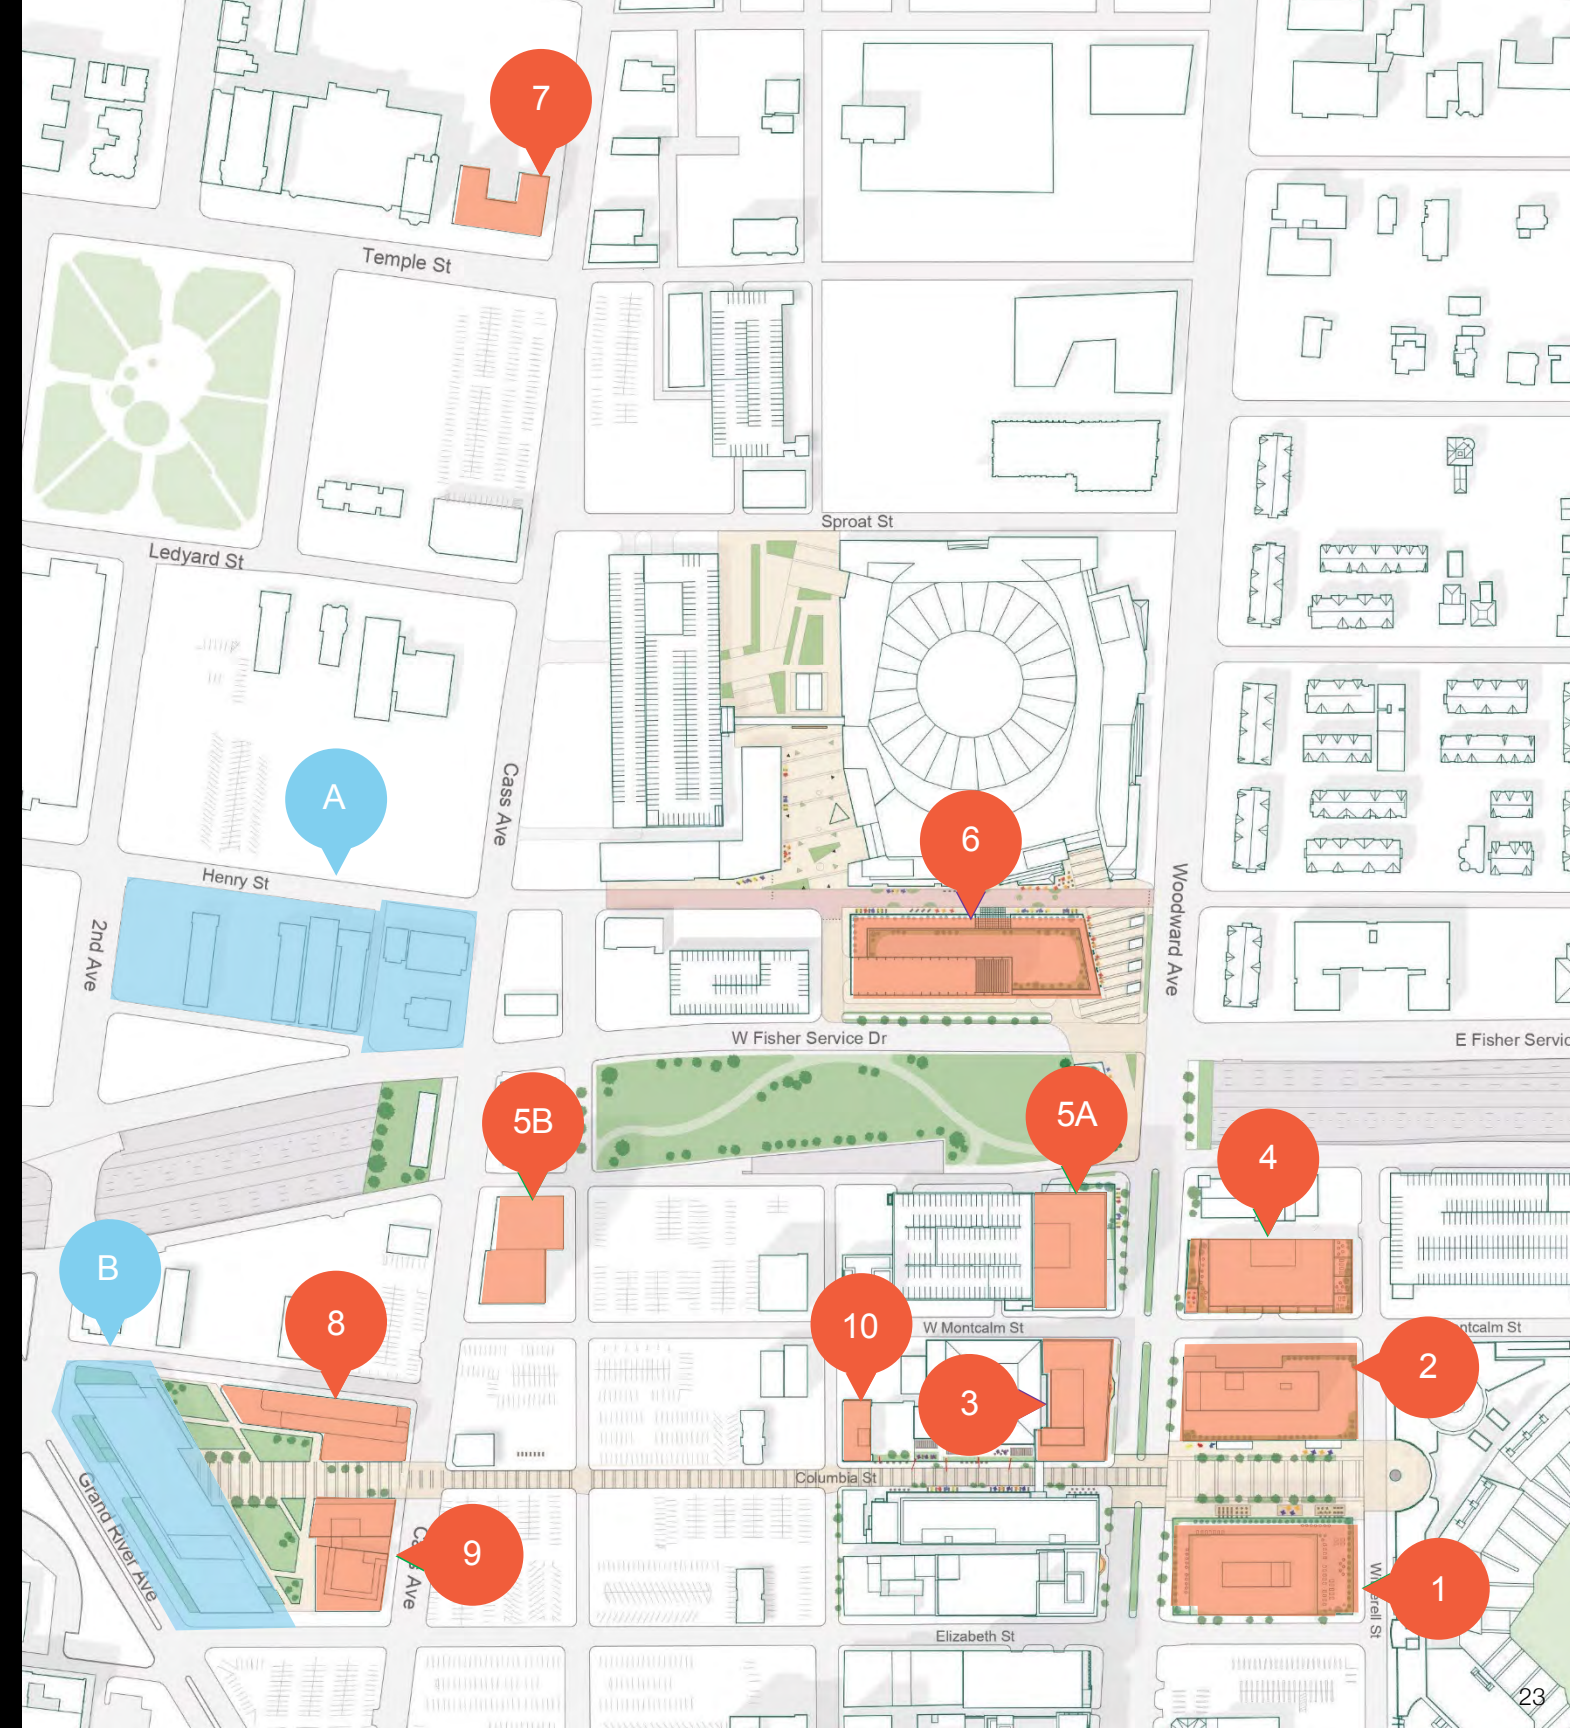 7
Temple St
Sproat St
Ledyard St
A
Cass Ave
6
Henry St
Woodward Ave
2nd Ave
W Fisher Service Dr
E Fisher Servic
5B
5A
4
B
8
10
W Montcalm St
ntcalm St
2
3
Columbia St
Grand River Ave
9
Ave
1
Elizabeth St
23